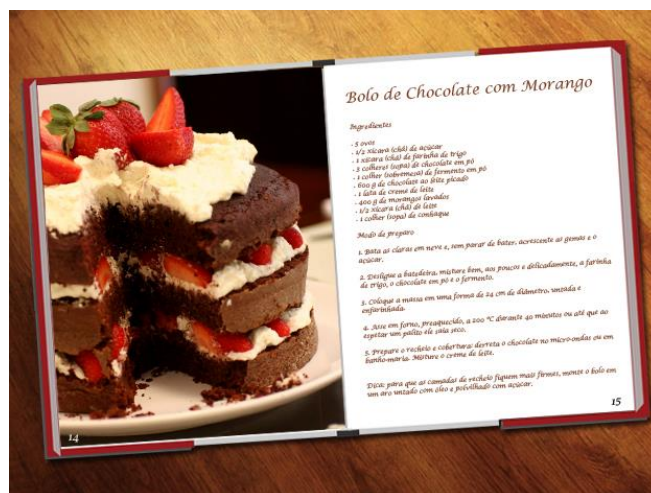 Bolo de Chocolate com Morango
Ingredientes
- 5 ovos
- 1/2 xícara (chá) de açúcar
- 1 xícara (chá) de farinha de trigo
- 3 colheres (sopa) de chocolate em pó
- 1 colher (sobremesa) de fermento em pó
- 600 g de chocolate ao leite picado
- 1 lata de creme de leite
- 400 g de morangos lavados
- 1/2 xícara (chá) de leite
- 1 colher (sopa) de conhaque
Modo de preparo
1. Bata as claras em neve e, sem parar de bater, acrescente as gemas e o
açúcar.
2. Desligue a batedeira, misture bem, aos poucos e delicadamente, a farinha
de trigo, o chocolate em pó e o fermento.
3. Coloque a massa em uma forma de 24 cm de diâmetro, untada e
enfarinhada.
4. Asse em forno, preaquecido, a 200 °C durante 40 minutos ou até que ao
espetar um palito ele saia seco.
5. Prepare o recheio e cobertura: derreta o chocolate no micro-ondas ou em
banho-maria. Misture o creme de leite.
Dica: para que as camadas de recheio fiquem mais firmes, monte o bolo em
um aro untado com óleo e polvilhado com açúcar.
14
15